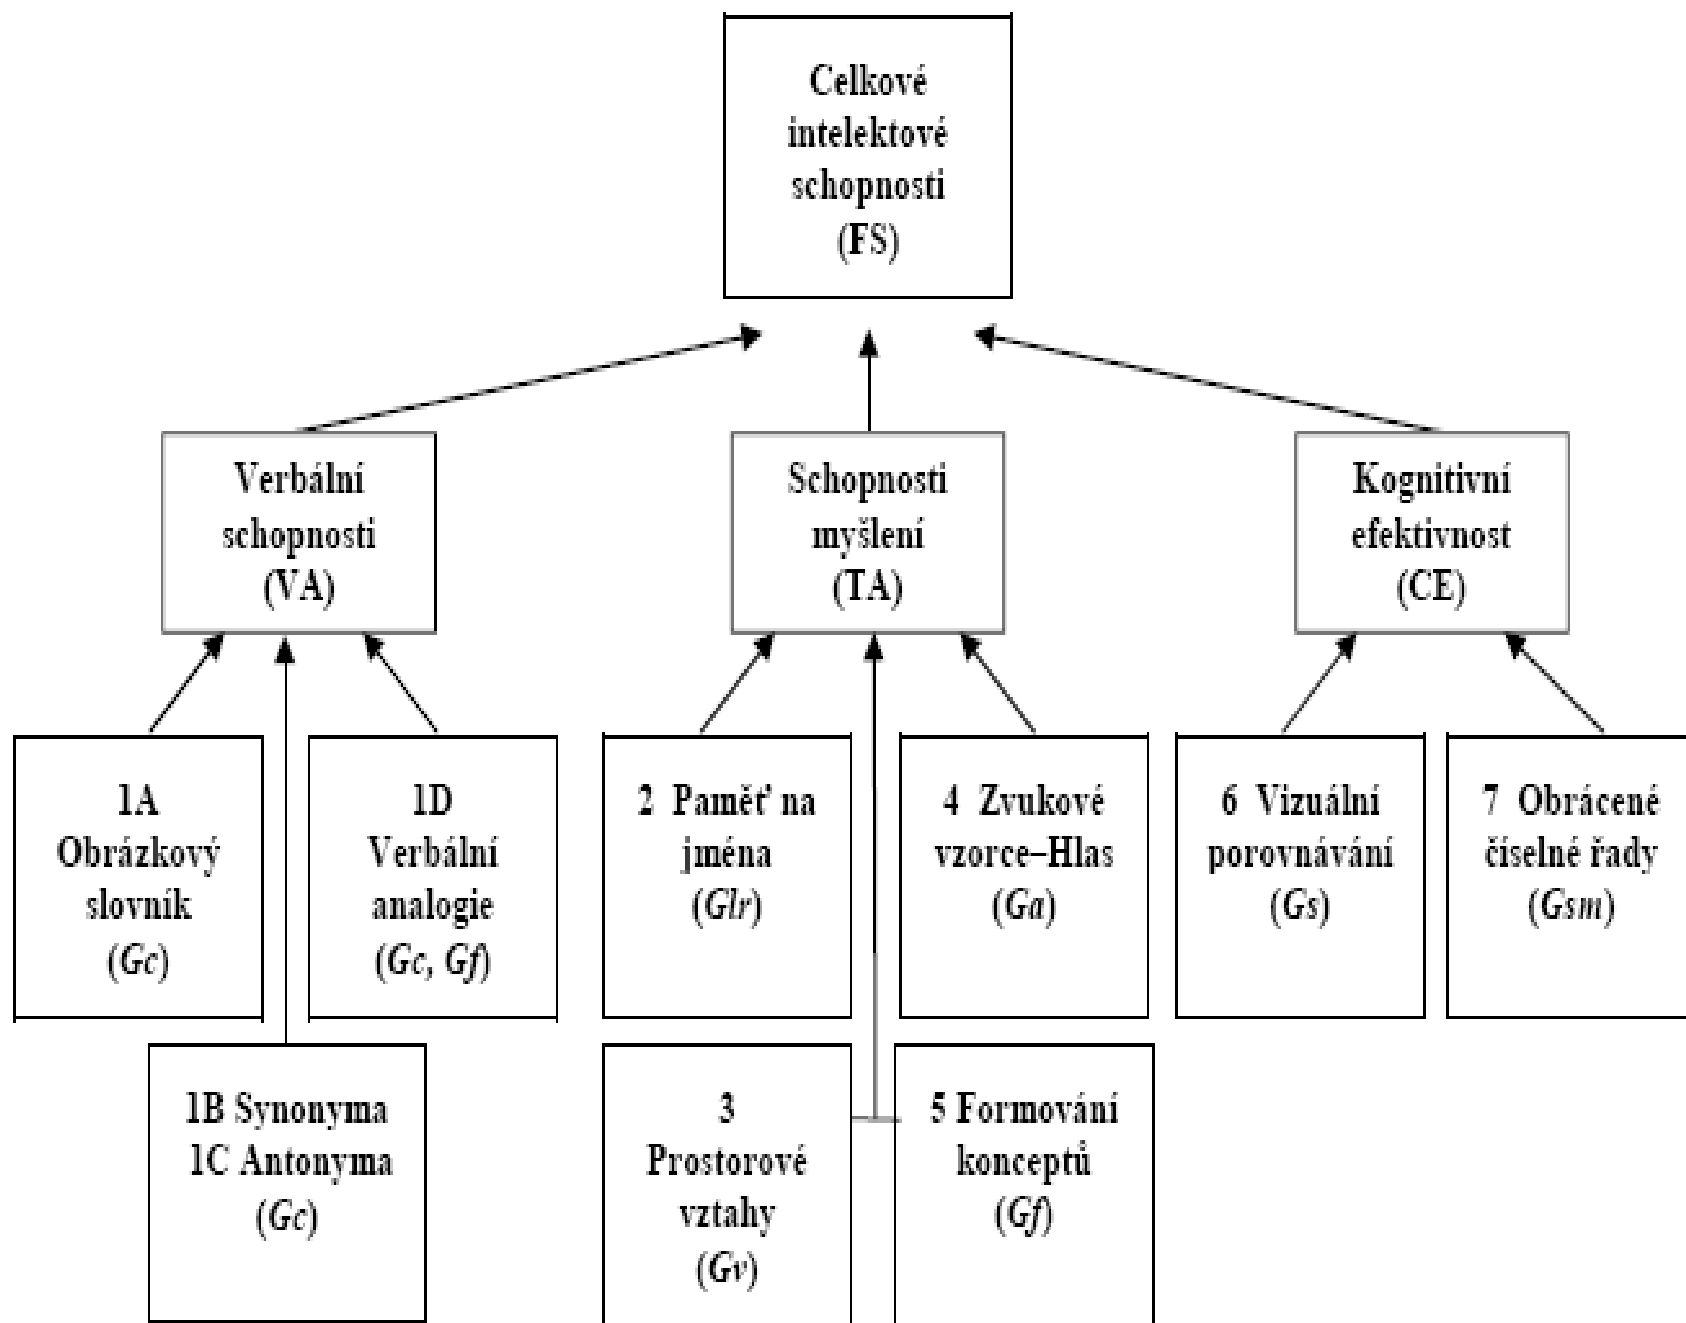 Celkové
intelektové
schopnosti
(FS)
Verbální
schopnosti
(VA)
Schopnosti
myšlení
(TA)
Kognitivní
efektivnost
(CE)
1A
Obrázkový
slovník
(Gc)
1D
Verbální
analogie
(Gc, Gf)
2 Paměť na
jména
(Glr)
4 Zvukové
vzorce–Hlas
(Ga)
6 Vizuální
porovnávání
(Gs)
7 Obrácené
číselné řady
(Gsm)
1B Synonyma
1C Antonyma
(Gc)
3
Prostorové
vztahy
(Gv)
5 Formování
konceptů
(Gf)